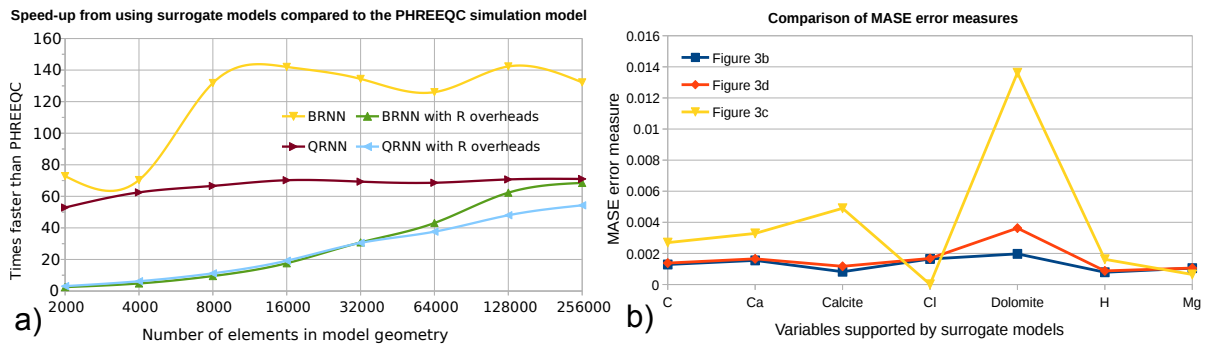 Speed-up from using surrogate models compared to the PHREEQC simulation model
Times faster than PHREEQC
160
140
120
100
80
60
40
20
0
BRNN
BRNN with R overheads
QRNN
QRNN with R overheads
2000 4000 8000 16000 32000 64000 128000 256000
Number of elements in model geometry
a)
Comparison of MASE error measures
MASE error measure
0.016
0.014
0.012
0.01
0.008
0.006
0.004
0.002
0
Figure 3b
Figure 3d
Figure 3c
C Ca Calcite Cl Dolomite H Mg
Variables supported by surrogate models
b)